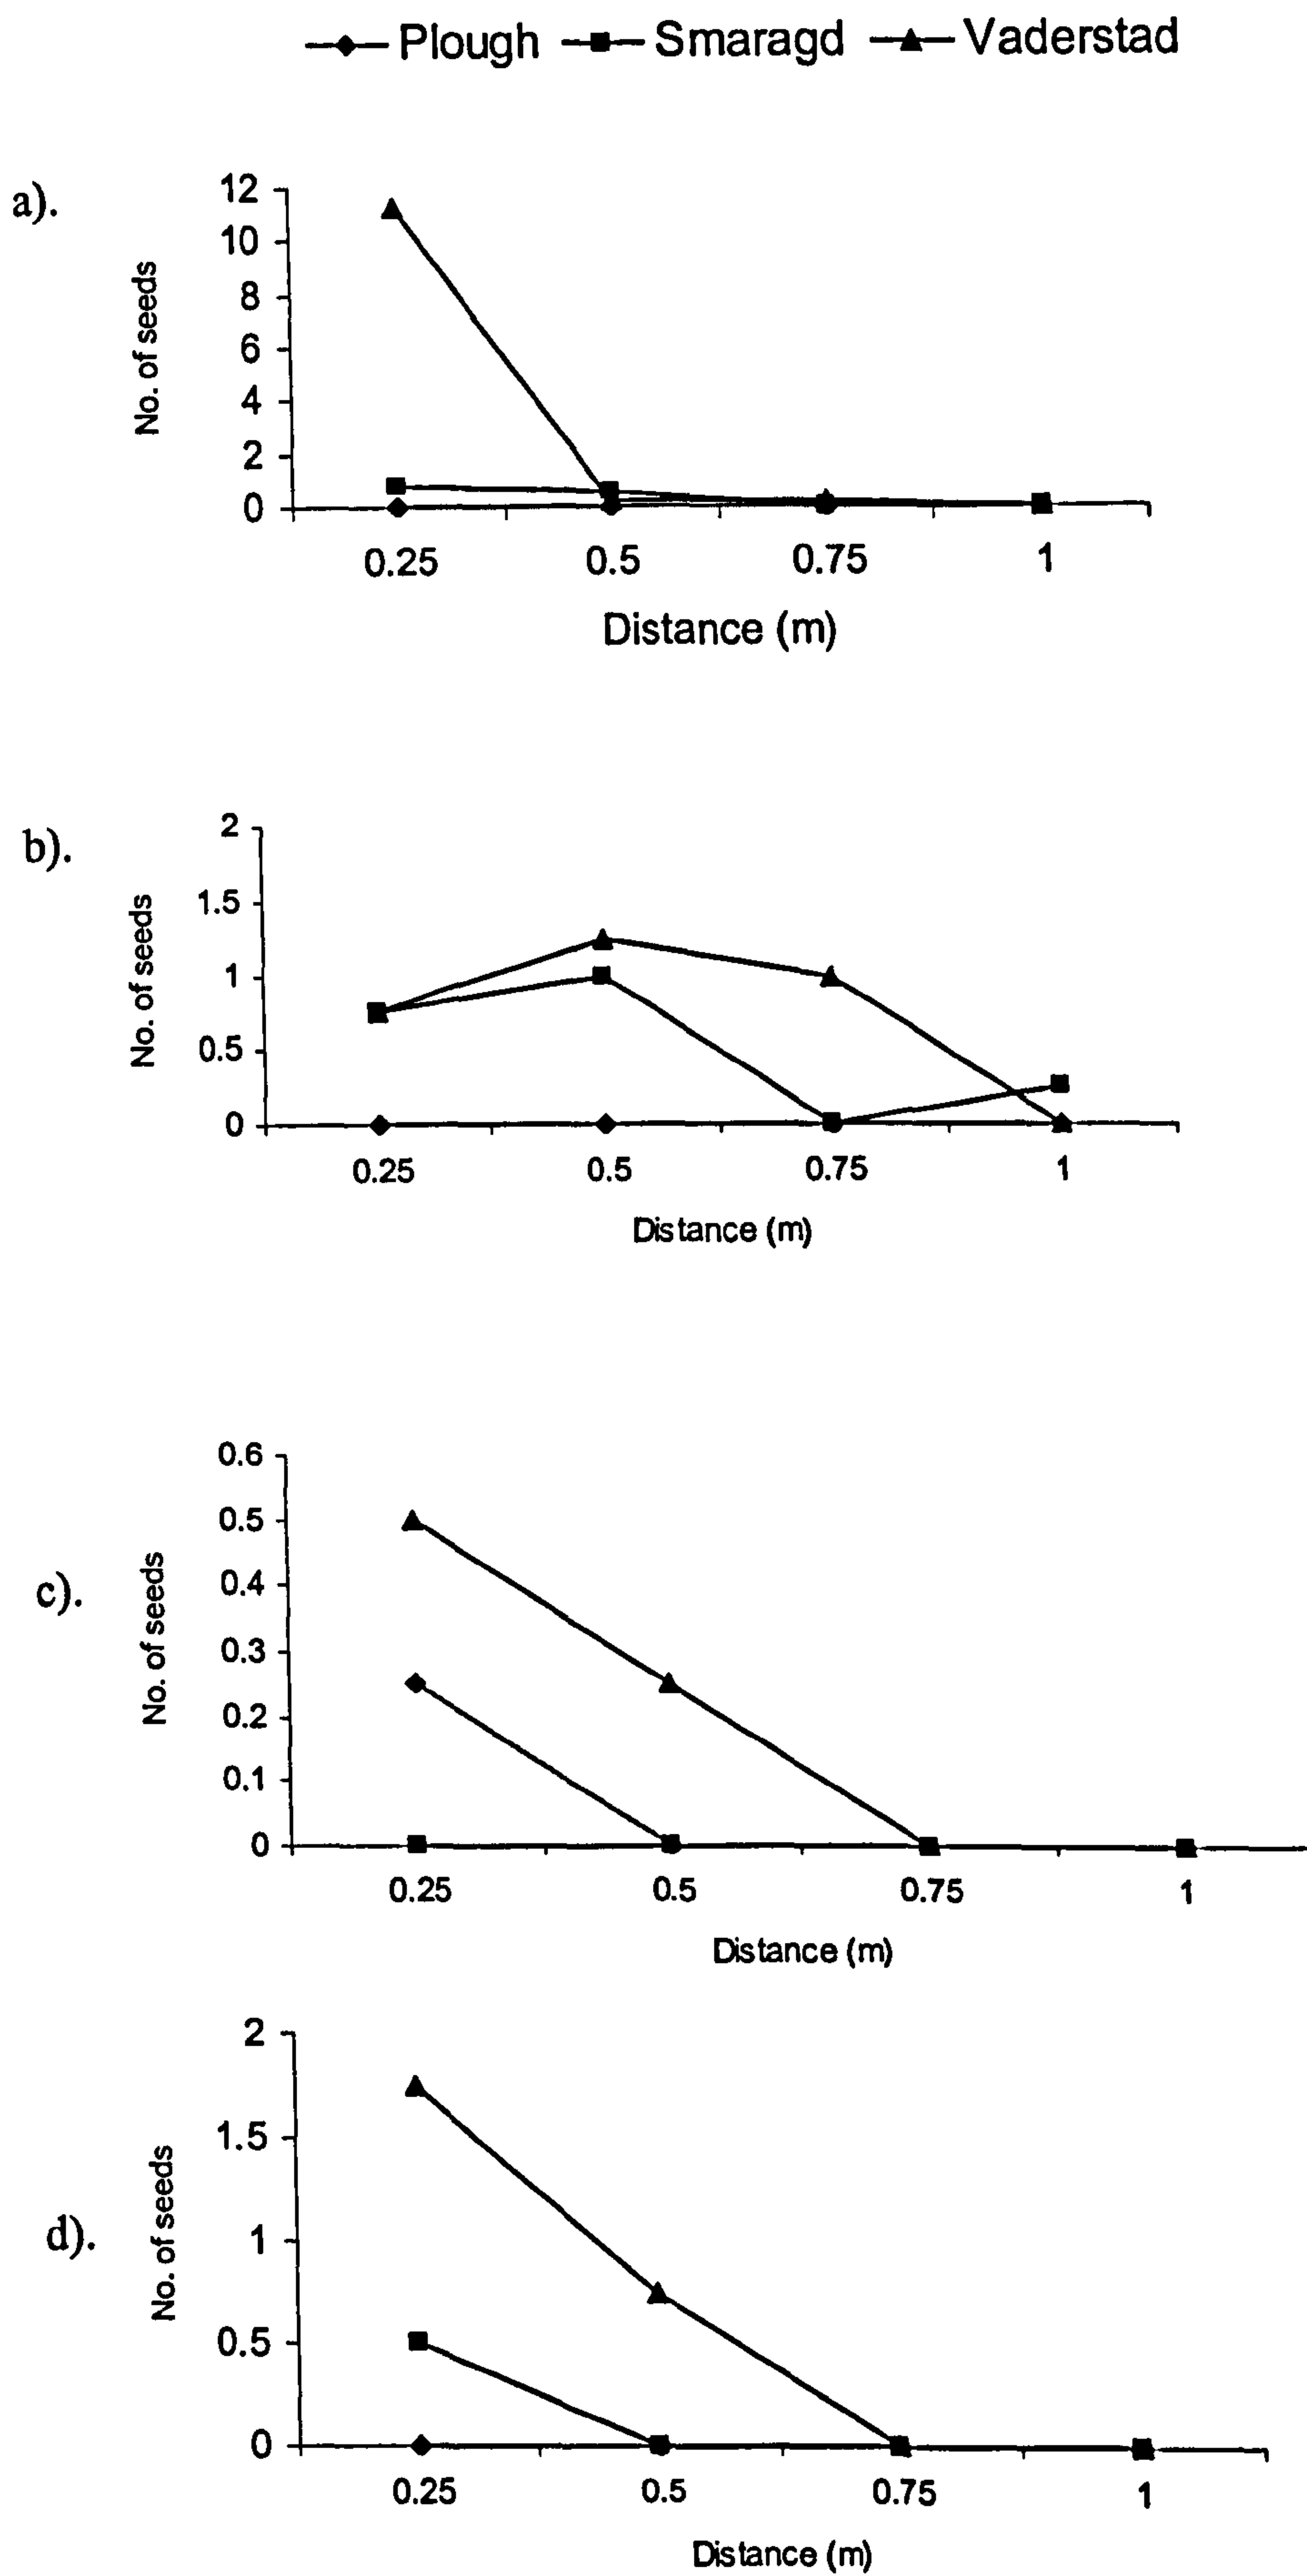 Plough Smaragd Vaderstad
a).
No. of seeds
12
10
8
6
4
2
0
0.25 0.5 0.75 1
Distance (m)
b).
No. of seeds
2
1.5
1
0.5
0
0.25 0.5 0.75 1
Distance (m)
c).
No. of seeds
0.6
0.5
0.4
0.3
0.2
0.1
0
0.25 0.5 0.75 1
Distance (m)
d).
No. of seeds
2
1.5
1
0.5
0
0.25 0.5 0.75 1
Distance (m)